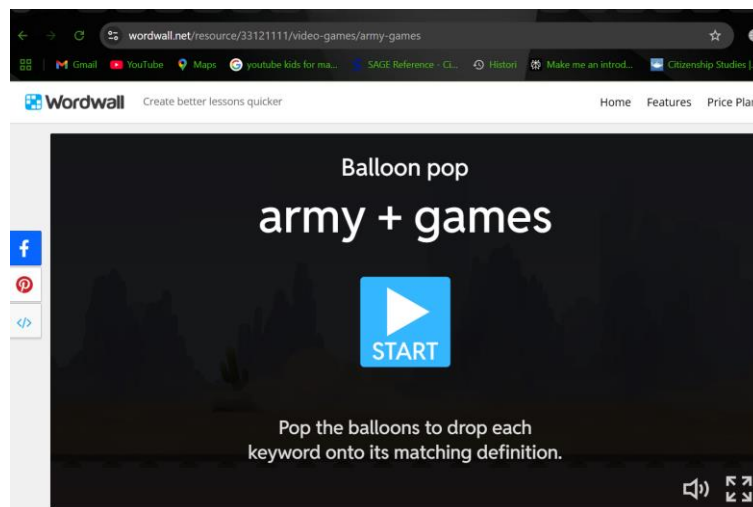 wordwall.net/resource/33121111/video-games/army-games
Gmail YouTube Maps youtube kids for ma... SAGE Reference - Ci... Histori Make me an introd... Citizenship Studies |
Wordwall Create better lessons quicker Home Features Price Plan
Balloon pop
army + games
START
Pop the balloons to drop each
keyword onto its matching definition.